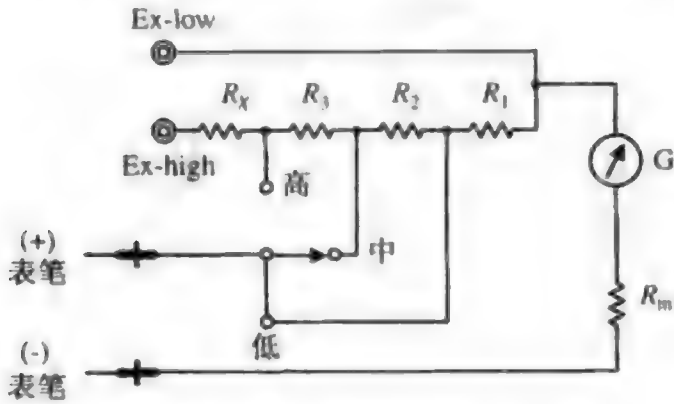 Ex-low
R_X R_3 R_2 R_1
Ex-high
G
高
(+)
表笔
中
R_m
低
(-)
表笔